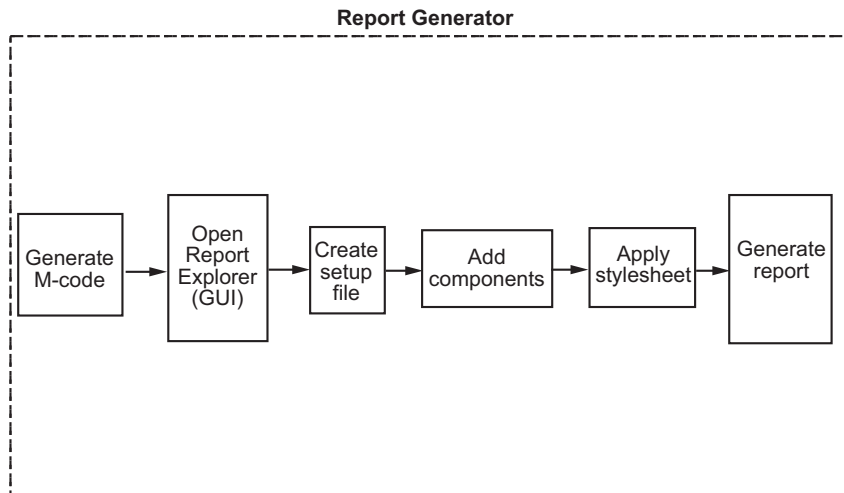 Report Generator
Generate
M-code
Open
Report
Explorer
(GUI)
Create
setup
file
Add
components
Apply
stylesheet
Generate
report